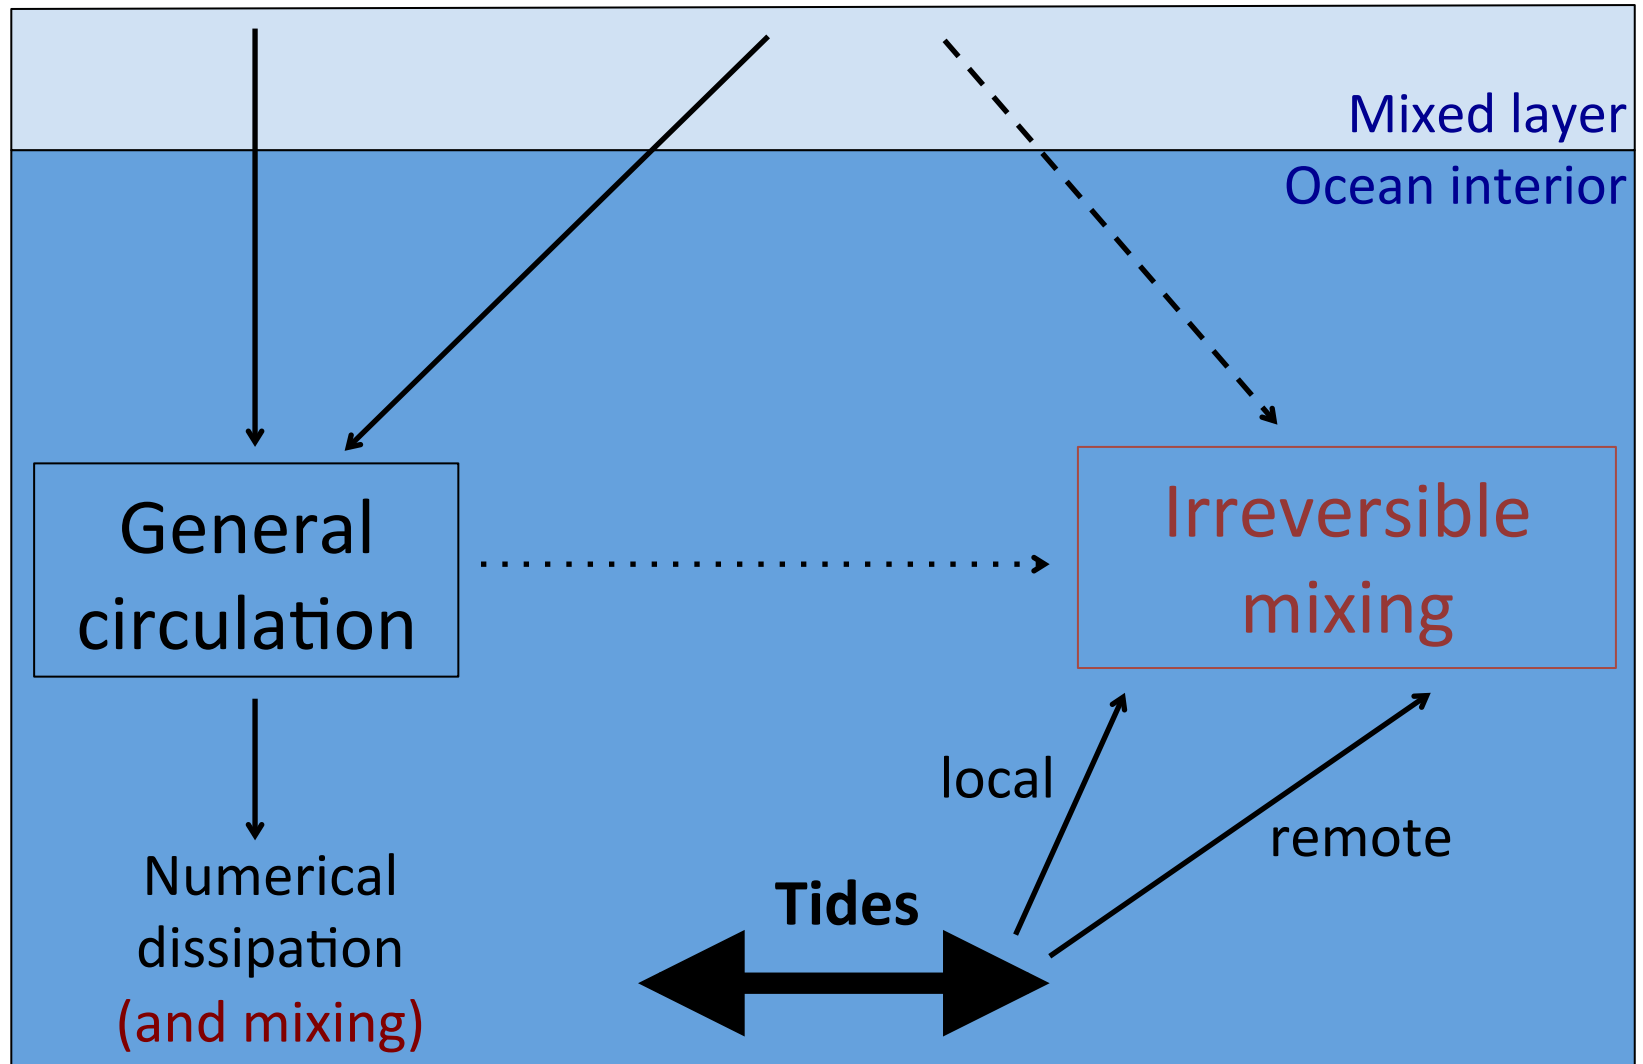 Mixed layer
Ocean interior
General
circulation
Irreversible
mixing
local
remote
Numerical
dissipation
(and mixing)
Tides